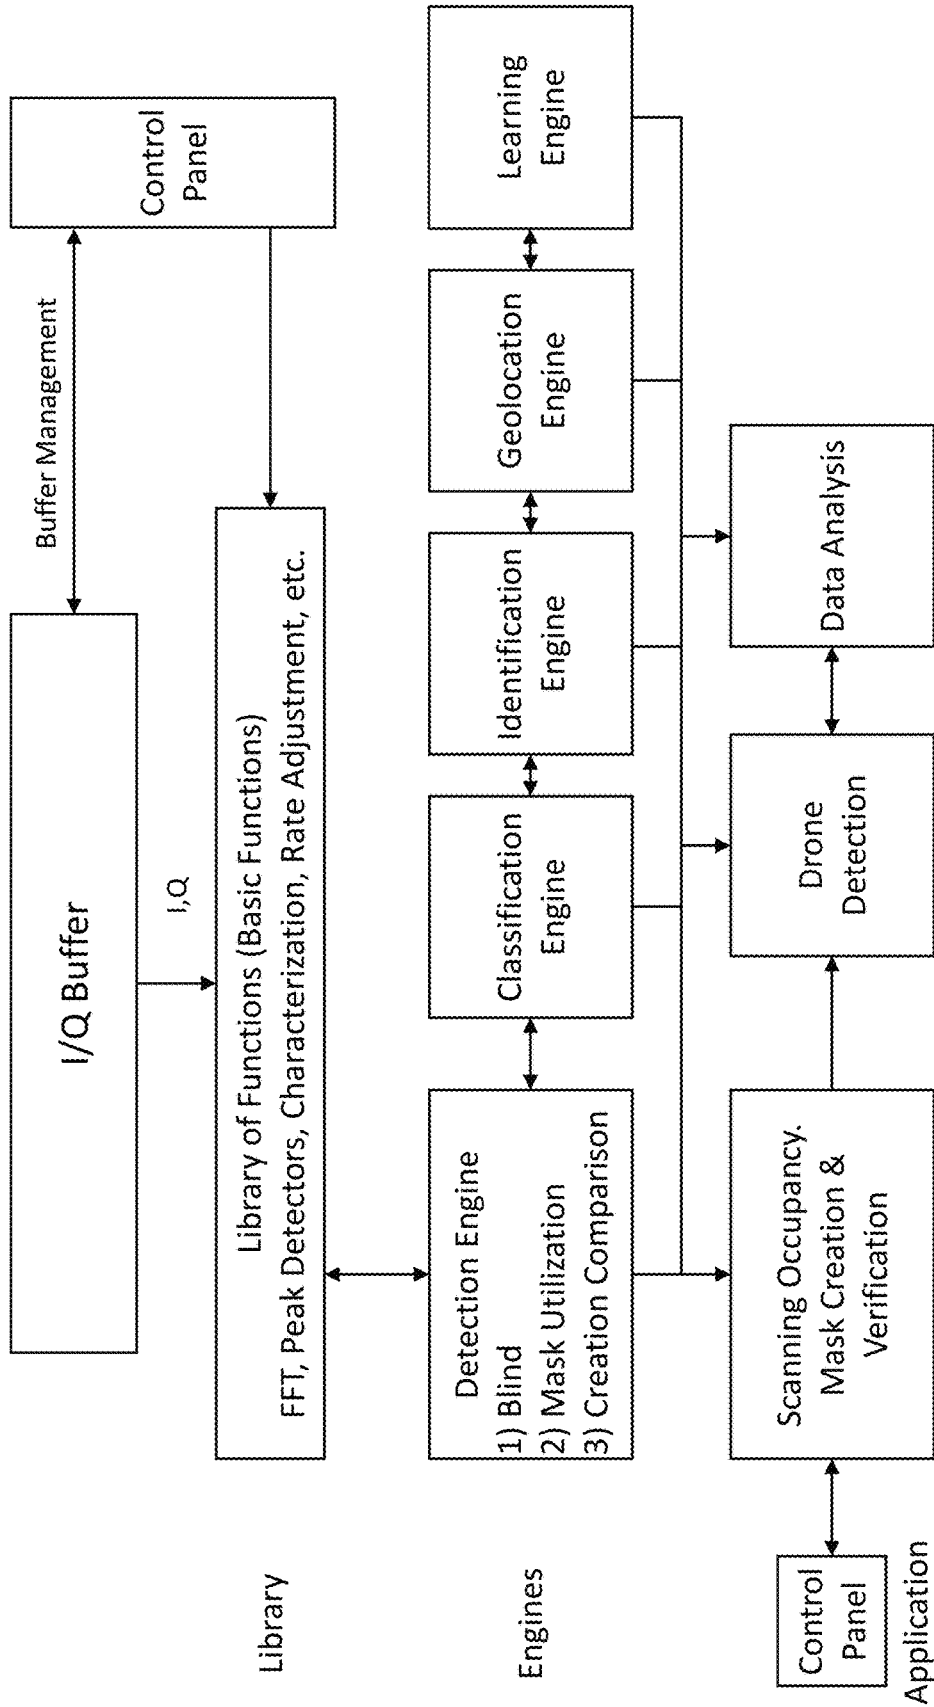 I/Q Buffer
Buffer Management
Control
Panel
I,Q
Library
Library of Functions (Basic Functions)
FFT, Peak Detectors, Characterization, Rate Adjustment, etc.
Engines
Detection Engine
1) Blind
2) Mask Utilization
3) Creation Comparison
Classification
Engine
Identification
Engine
Geolocation
Engine
Learning
Engine
Control
Panel
Application
Scanning Occupancy.
Mask Creation &
Verification
Drone
Detection
Data Analysis